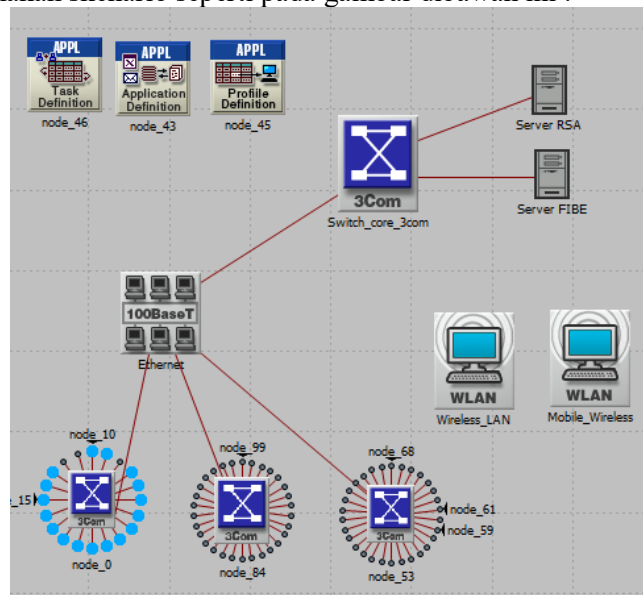 APPL
Task
Definition
node_46
APPL
Application
Definition
node_43
APPL
Profile
Definition
node_45
Server RSA
3Com
Switch_core_3com
Server FIBE
100BaseT
Ethernet
WLAN
Wireless_LAN
WLAN
Mobile_Wireless
node_10
3Com
node_0
node_99
3Com
node_84
node_68
3Com
node_61
node_59
node_53